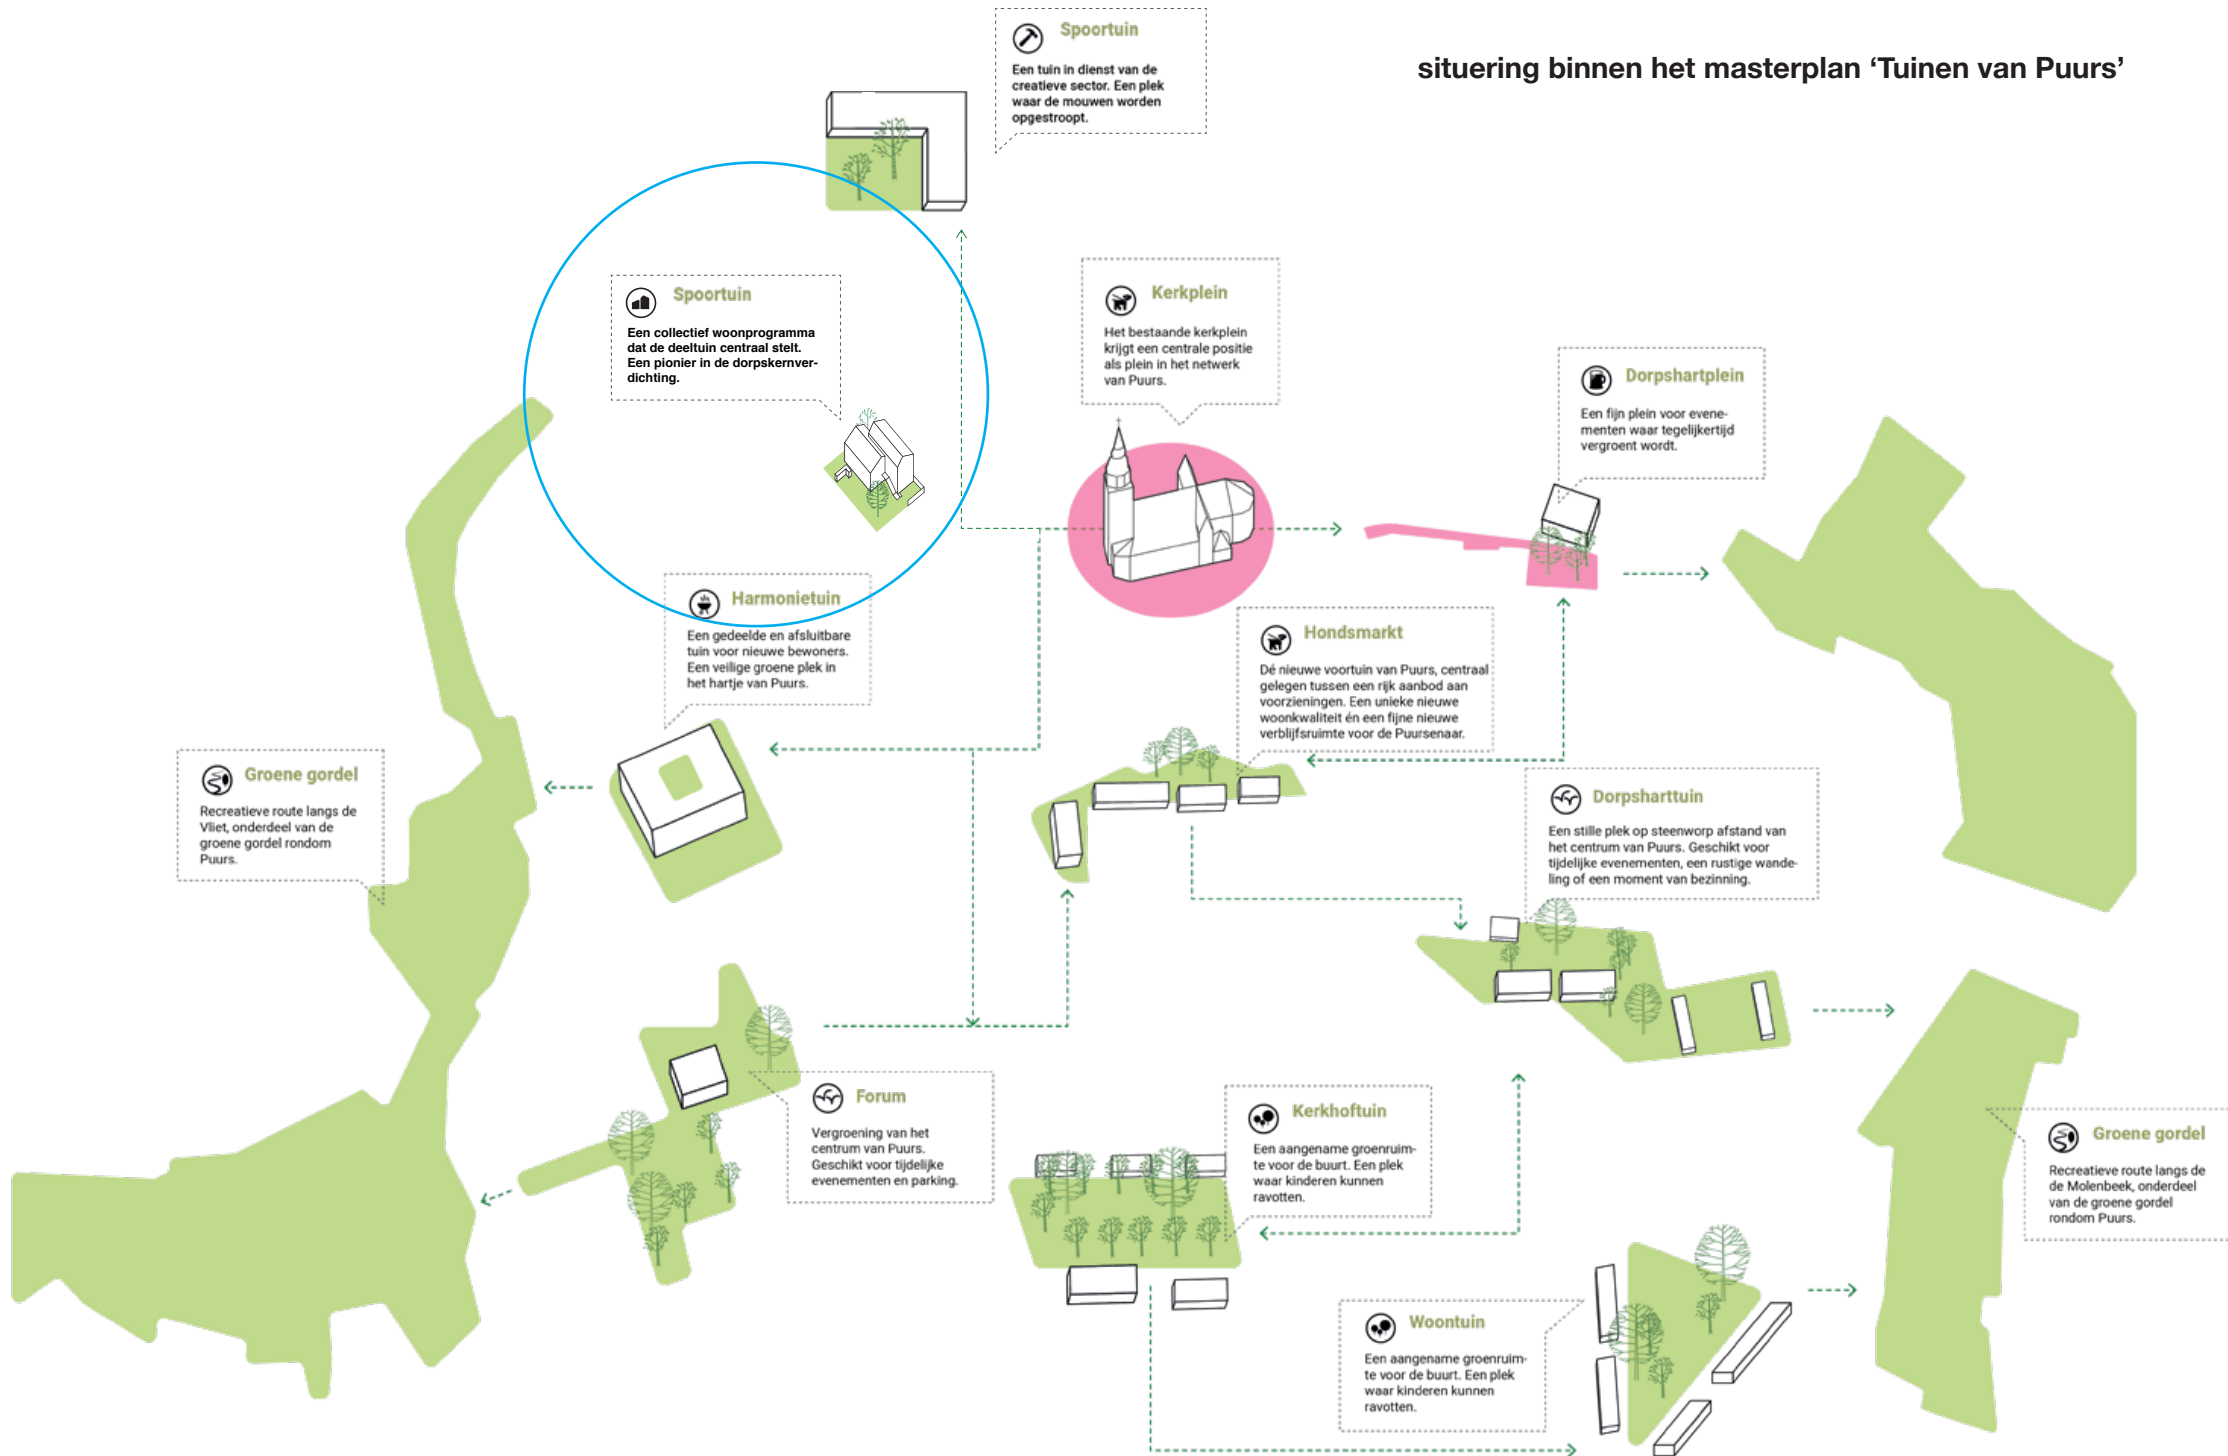 situering binnen het masterplan ‘Tuinen van Puurs’
Spoortuin
Een tuin in dienst van de
creatieve sector. Een plek
waar de mouwen worden
opgestroopt.
Spoortuin
Een collectief woonprogramma
dat de deeltuin centraal stelt.
Een pionier in de dorpskernver-
dichting.
Kerkplein
Het bestaande kerkplein
krijgt een centrale positie
als plein in het netwerk
van Puurs.
Dorpshartplein
Een fijn plein voor evene-
menten waar tegelijkertijd
vergroent wordt.
Harmonietuin
Een gedeelde en afsluitbare
tuin voor nieuwe bewoners.
Een veilige groene plek in
het hartje van Puurs.
Hondsmarkt
Dé nieuwe voortuin van Puurs, centraal
gelegen tussen een rijk aanbod aan
voorzieningen. Een unieke nieuwe
woonkwaliteit én een fijne nieuwe
verblijfsruimte voor de Puursenaar.
Groene gordel
Recreatieve route langs de
Vliet, onderdeel van de
groene gordel rondom
Puurs.
Dorpsharttuin
Een stille plek op steenworp afstand van
het centrum van Puurs. Geschikt voor
tijdelijke evenementen, een rustige wande-
ling of een moment van bezinning.
Forum
Vergroening van het
centrum van Puurs.
Geschikt voor tijdelijke
evenementen en parking.
Kerkhoftuin
Een aangename groenruim-
te voor de buurt. Een plek
waar kinderen kunnen
ravotten.
Groene gordel
Recreatieve route langs de
de Molenbeek, onderdeel
van de groene gordel
rondom Puurs.
Woontuin
Een aangename groenruim-
te voor de buurt. Een plek
waar kinderen kunnen
ravotten.